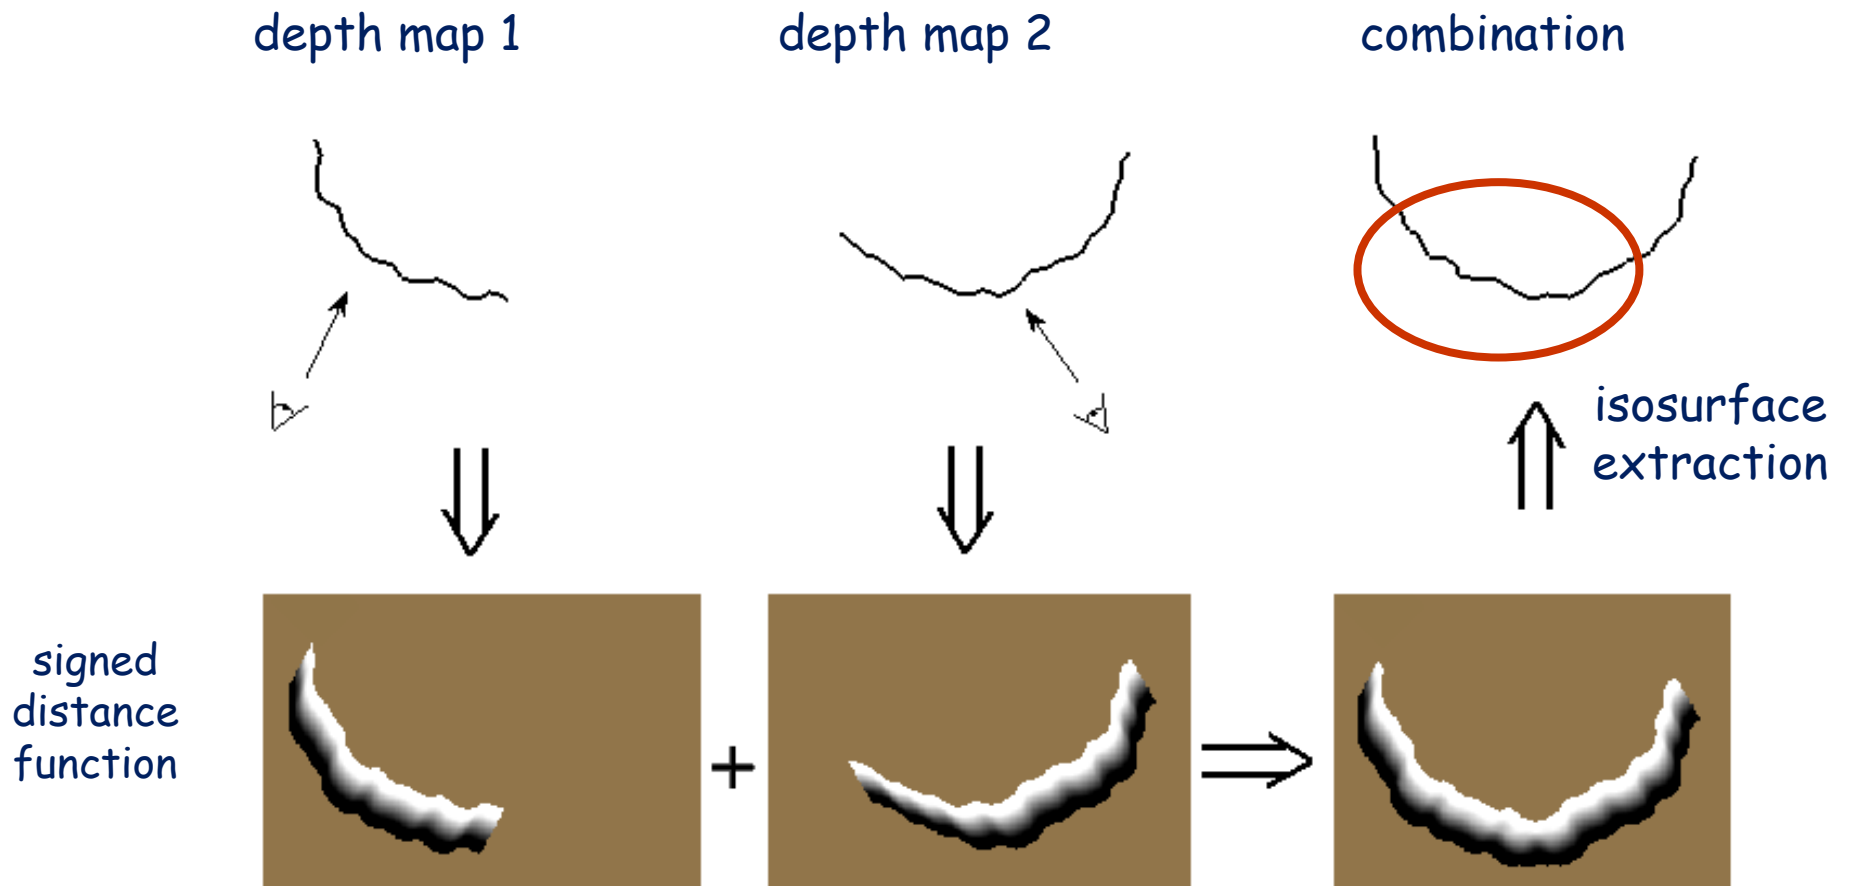 depth map 1
depth map 2
combination
isosurface
extraction
signed
distance
function
+